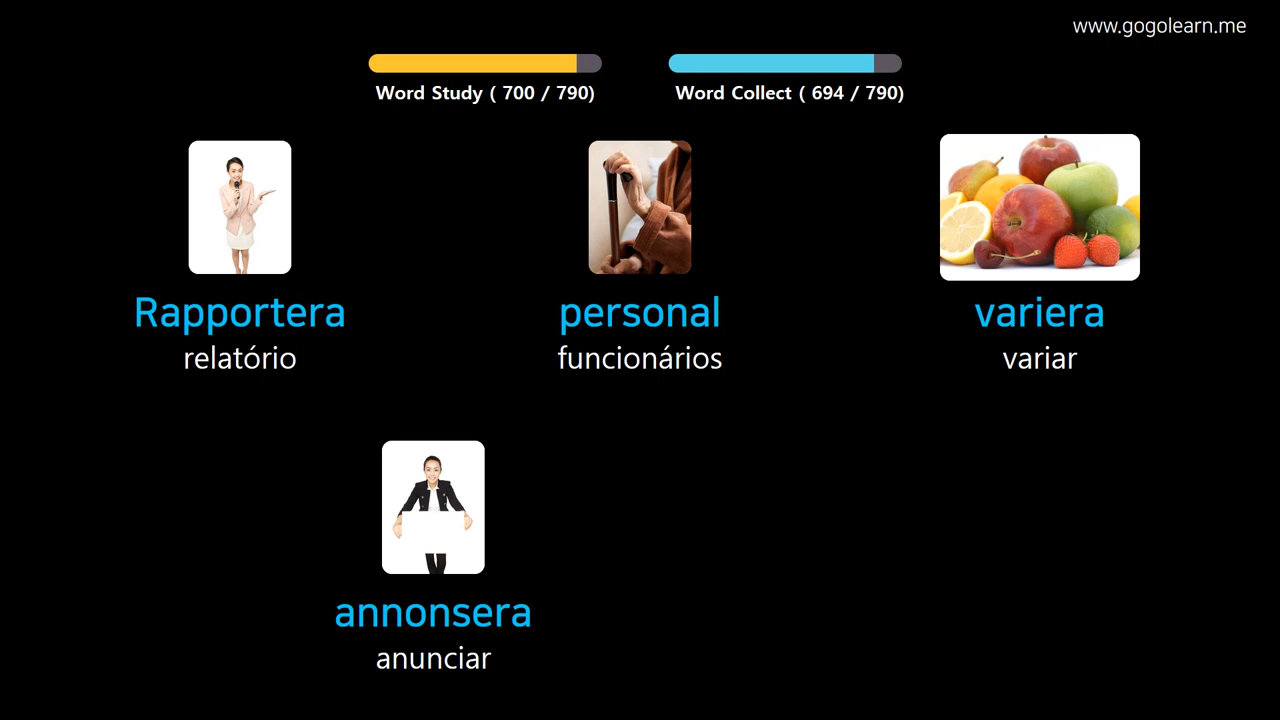 www.gogolearn.me
Word Study ( 700 / 790)
Word Collect ( 694 / 790)
Rapportera
relatório
personal
funcionários
variera
variar
annonsera
anunciar